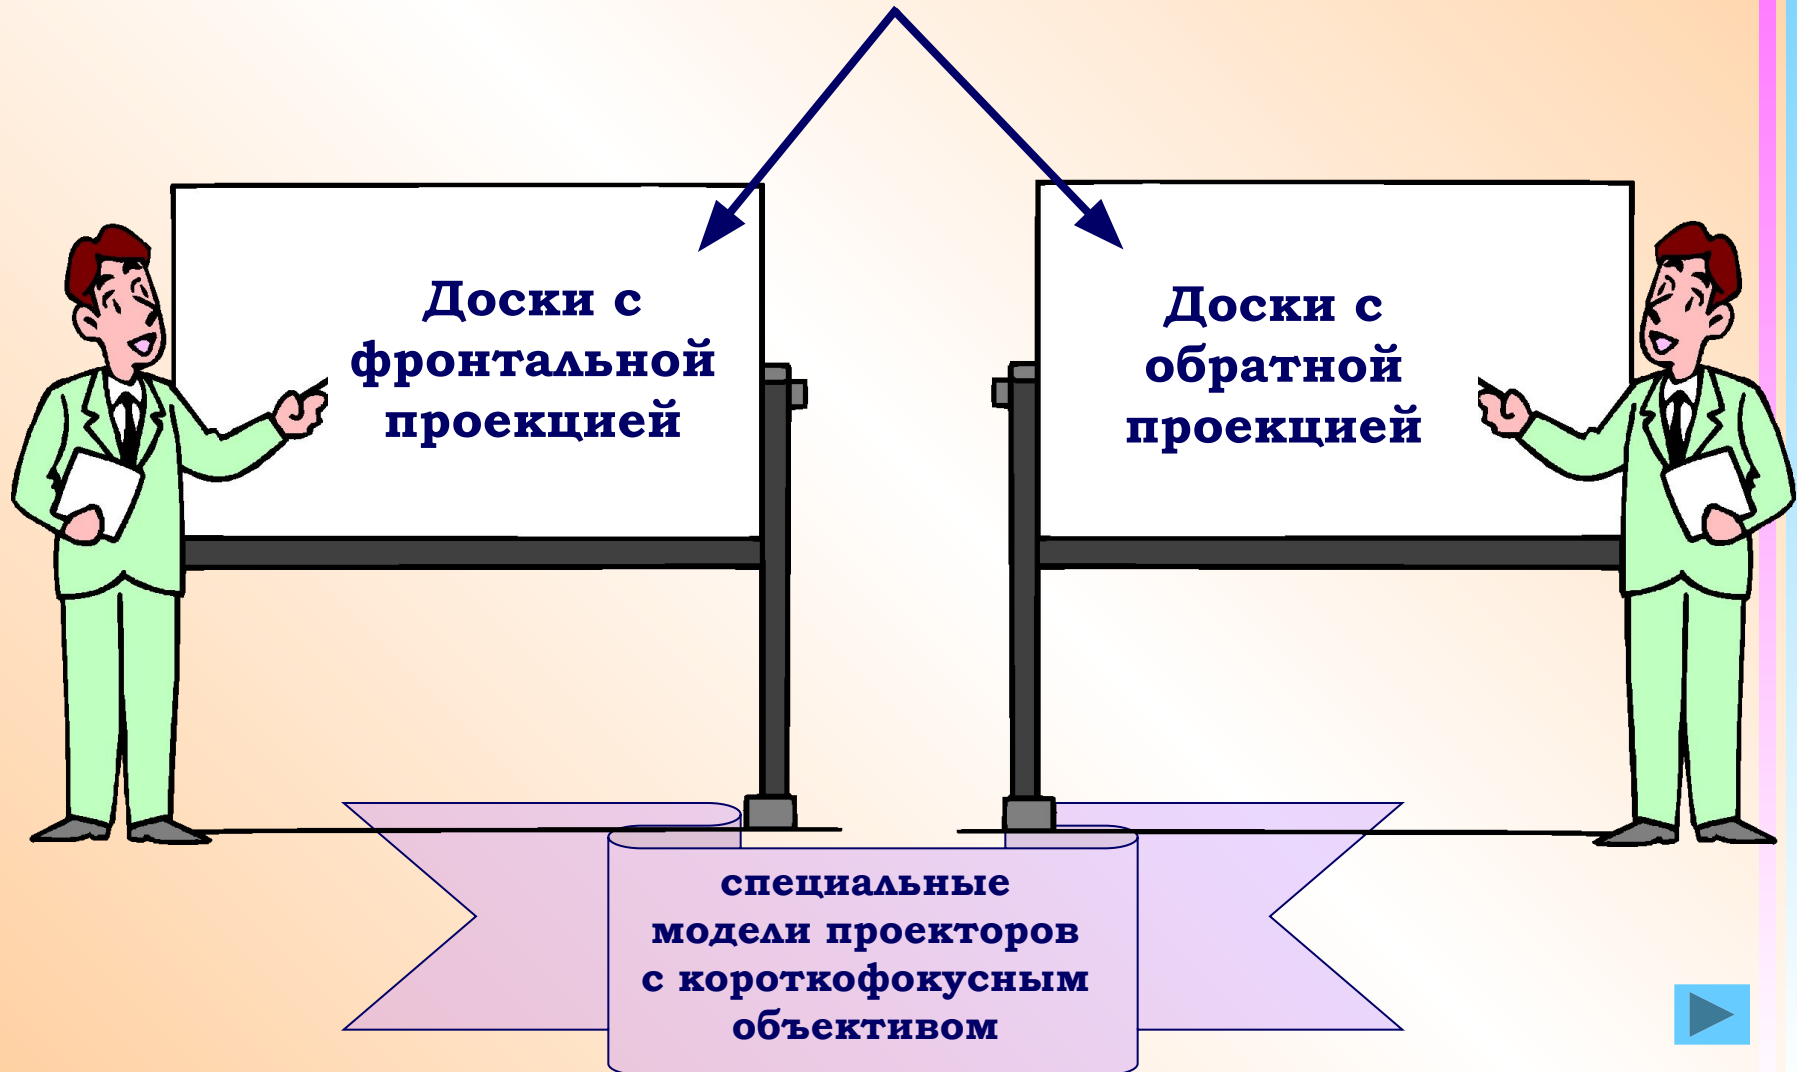 Доски с
фронтальной
проекцией
Доски с
обратной
проекцией
специальные
модели проекторов
с короткофокусным
объективом